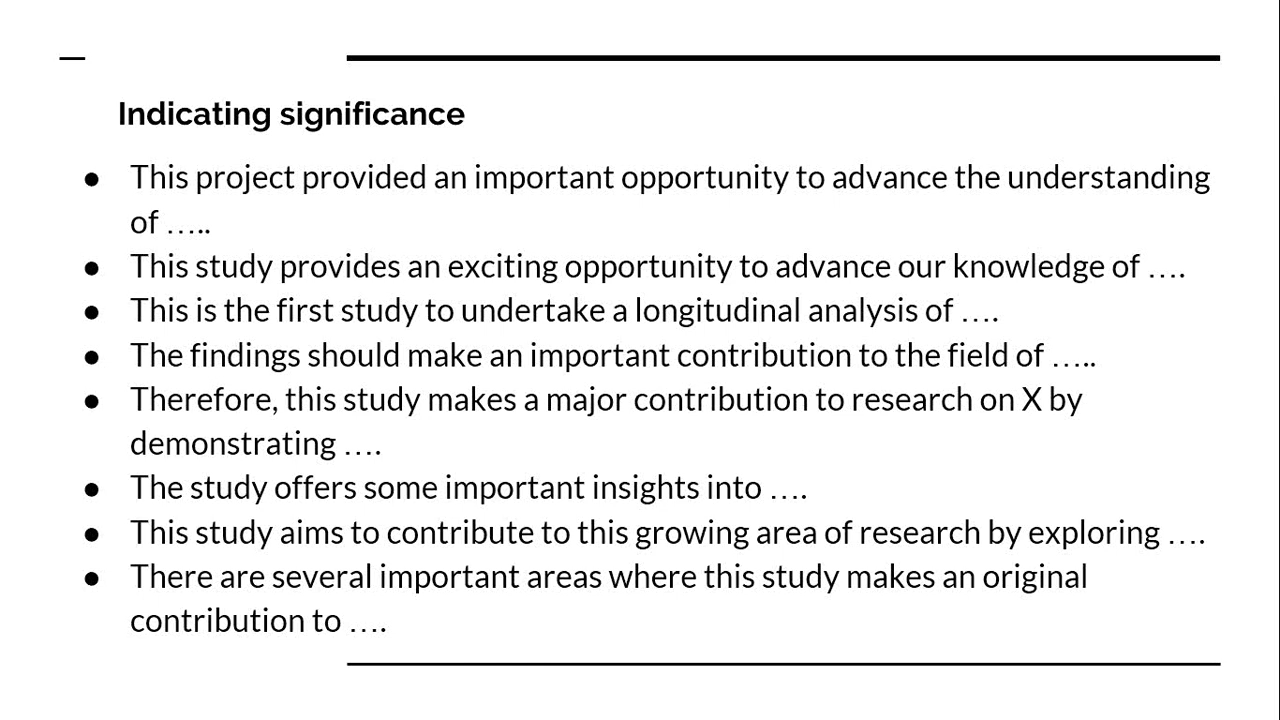 Indicating significance
● This project provided an important opportunity to advance the understanding
of …..
● This study provides an exciting opportunity to advance our knowledge of ….
● This is the first study to undertake a longitudinal analysis of ….
● The findings should make an important contribution to the field of …..
● Therefore, this study makes a major contribution to research on X by
demonstrating ….
● The study offers some important insights into ….
● This study aims to contribute to this growing area of research by exploring ….
● There are several important areas where this study makes an original
contribution to ….